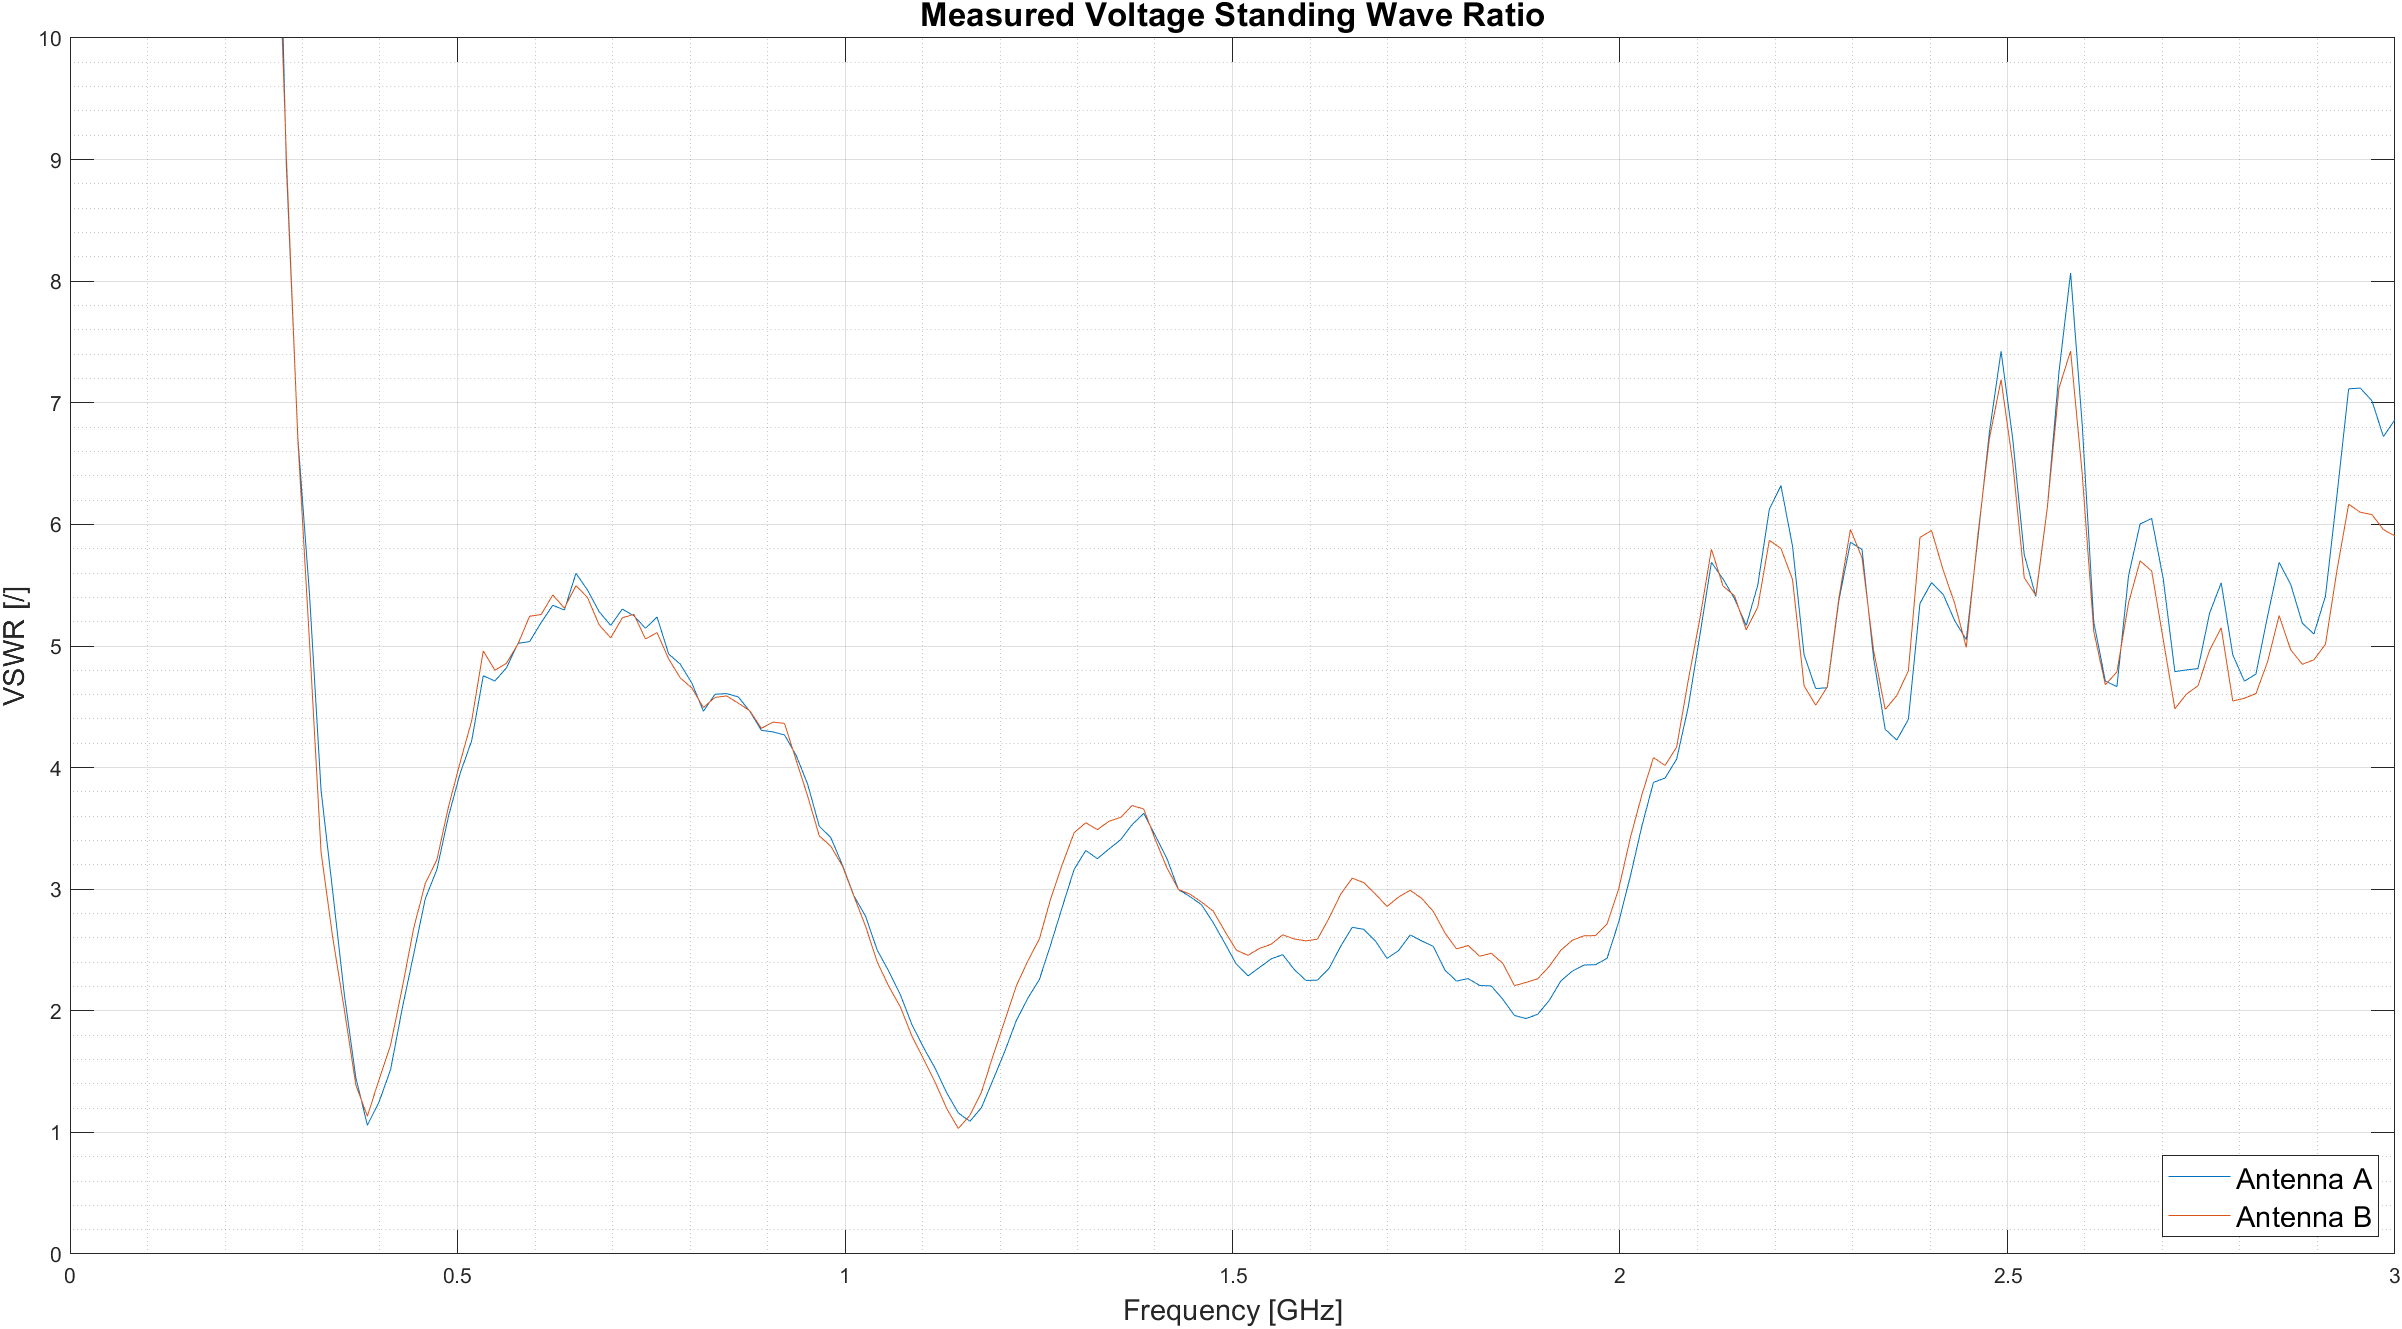 Measured Voltage Standing Wave Ratio
10
9
8
7
6
5
4
3
2
1
0
VSWR [/]
0 0.5 1 1.5 2 2.5 3
Frequency [GHz]
Antenna A
Antenna B